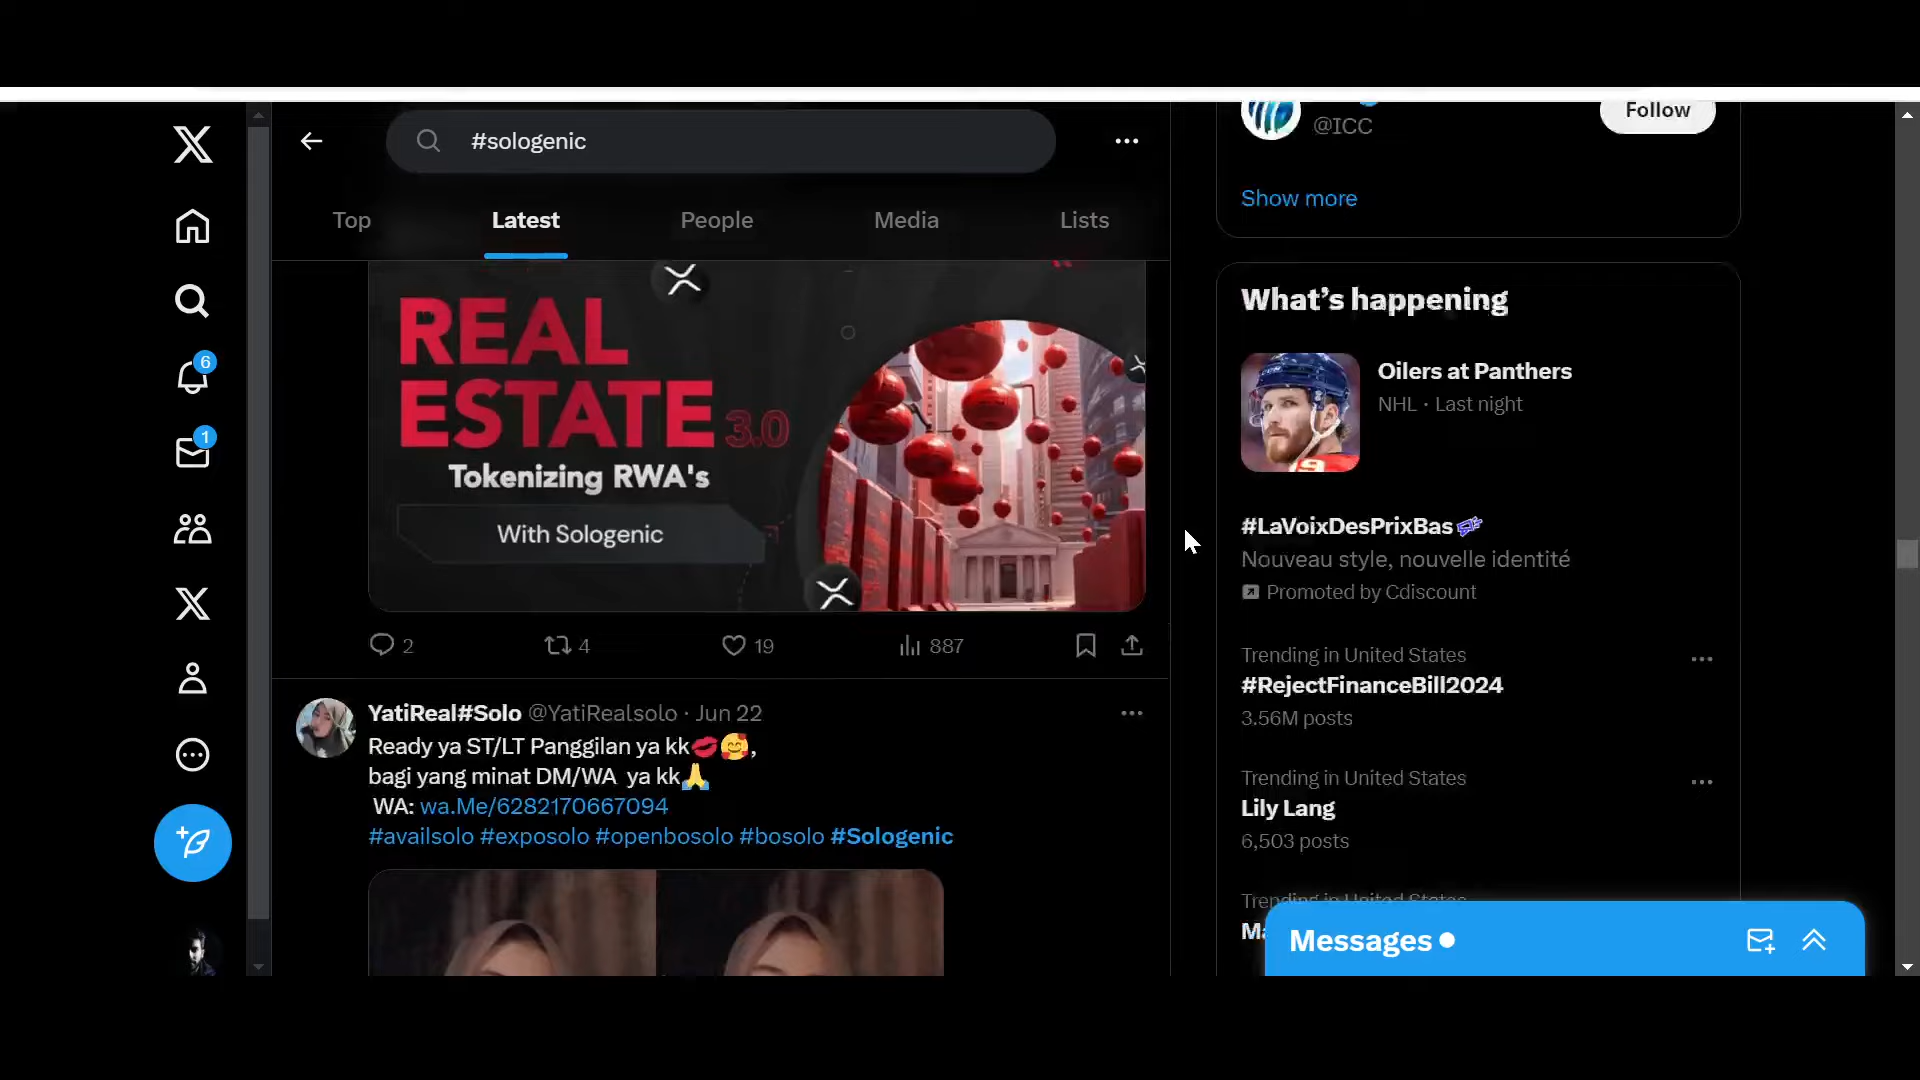 #sologenic
Top
Latest
People
Media
Lists
REAL
ESTATE 3.0
Tokenizing RWA's
With Sologenic
2
4
19
887
YatiReal#Solo @YatiRealsolo · Jun 22
Ready ya ST/LT Panggilan ya kk💋🥰,
bagi yang minat DM/WA ya kk🙏
WA: wa.Me/6282170667094
#availsolo #exposolo #openbosolo #bosolo #Sologenic
6
1
@ICC
Follow
Show more
What’s happening
Oilers at Panthers
NHL · Last night
#LaVoixDesPrixBas
Nouveau style, nouvelle identité
Promoted by Cdiscount
Trending in United States
#RejectFinanceBill2024
3.56M posts
Trending in United States
Lily Lang
6,503 posts
Trending in United States
Messages